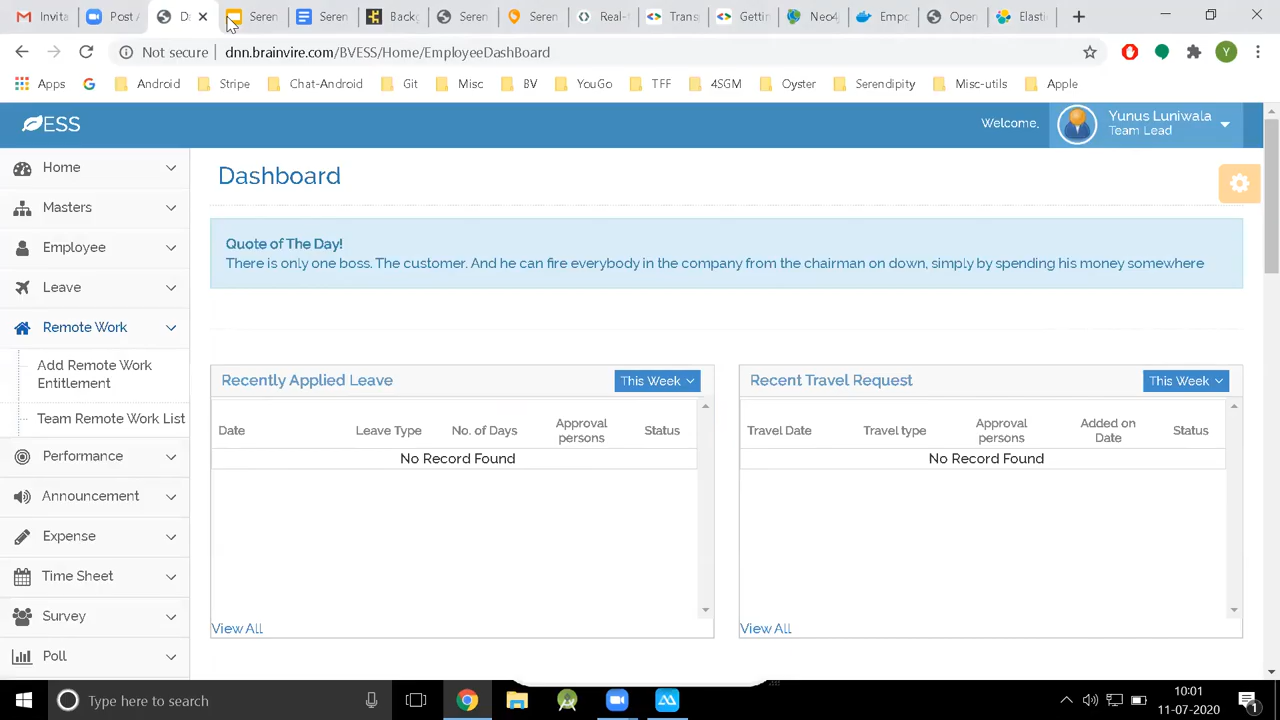 Invita
Post A
Da
Seren
Seren
Backg
Seren
Seren
Real-
Trans
Getti
Neo4j
Empo
Open
Elasti
Not secure
dnn.brainvire.com/BVESS/Home/EmployeeDashBoard
Y
Apps
Android
Stripe
Chat-Android
Git
Misc
BV
YouGo
TFF
4SGM
Oyster
Serendipity
Misc-utils
Apple
ESS
Welcome,
Yunus Luniwala
Team Lead
Home
Masters
Employee
Leave
Remote Work
Add Remote Work
Entitlement
Team Remote Work List
Performance
Announcement
Expense
Time Sheet
Survey
Poll
Dashboard
Quote of The Day!
There is only one boss. The customer. And he can fire everybody in the company from the chairman on down, simply by spending his money somewhere
Recently Applied Leave
This Week
Date
Leave Type
No. of Days
Approval
persons
Status
No Record Found
View All
Recent Travel Request
This Week
Travel Date
Travel type
Approval
persons
Added on
Date
Status
No Record Found
View All
Type here to search
10:01
11-07-2020
1